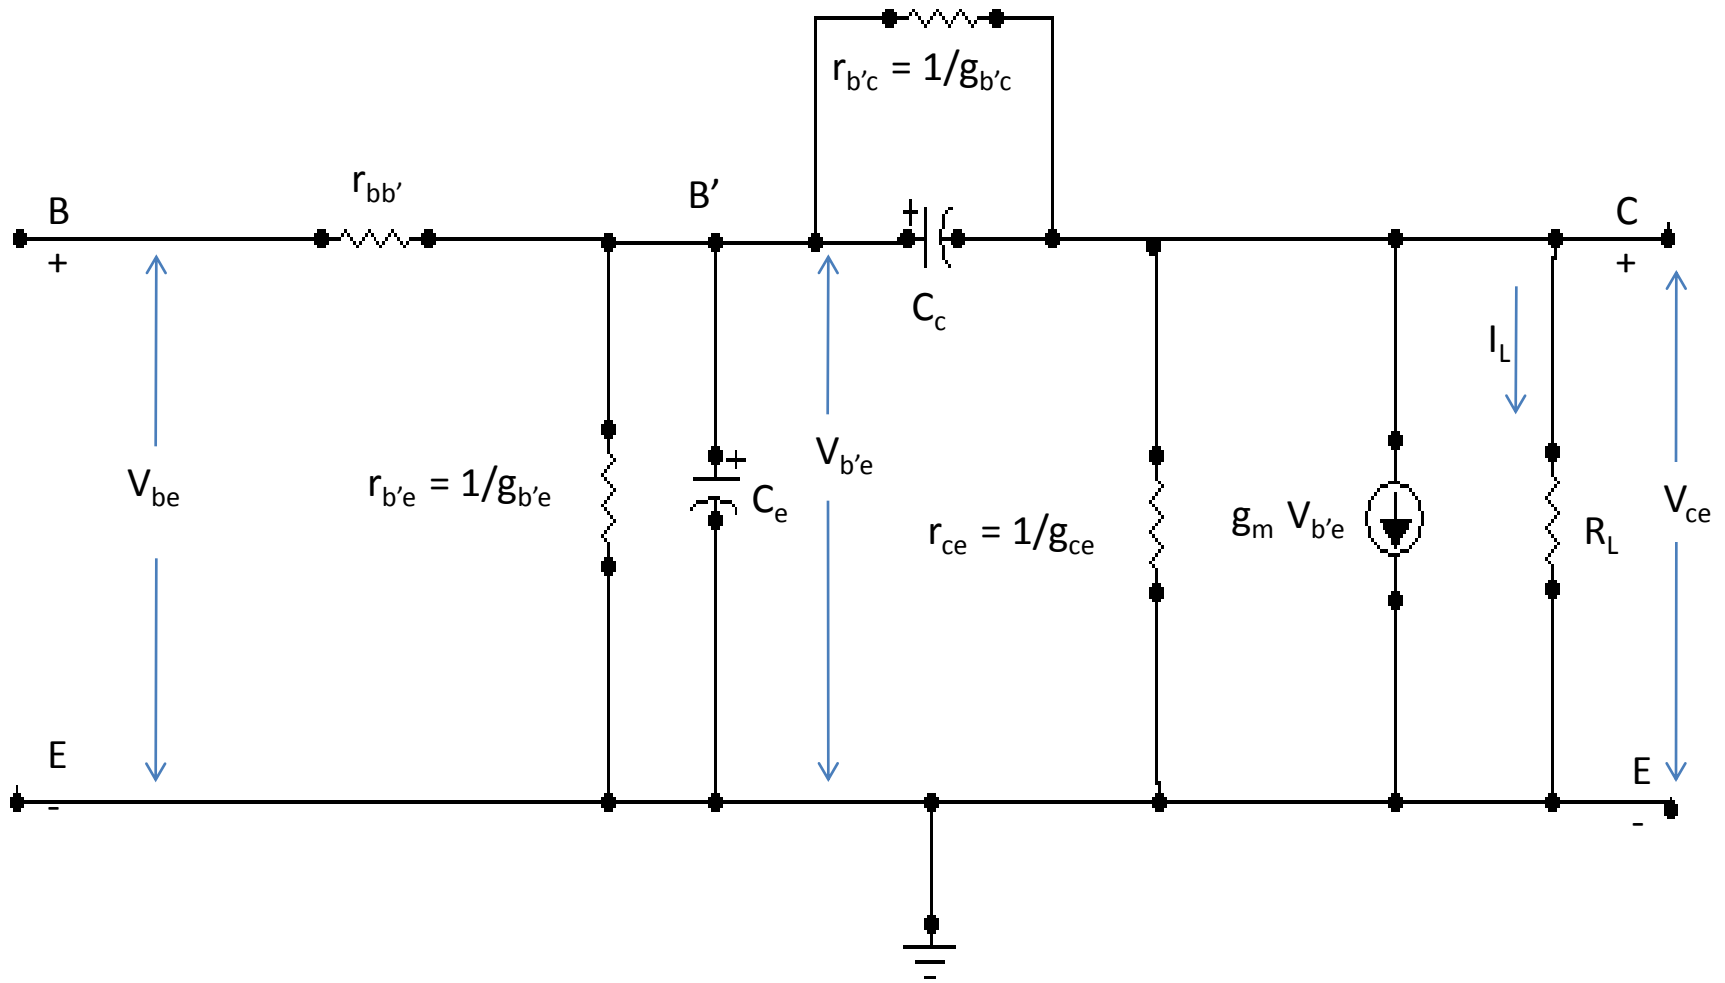 r_b'c = 1/g_b'c
r_bb'
B
B'
C
+
+
+
C_c
I_L
V_be
r_b'e = 1/g_b'e
+
C_e
V_b'e
r_ce = 1/g_ce
g_m V_b'e
R_L
V_ce
E
E
-
-